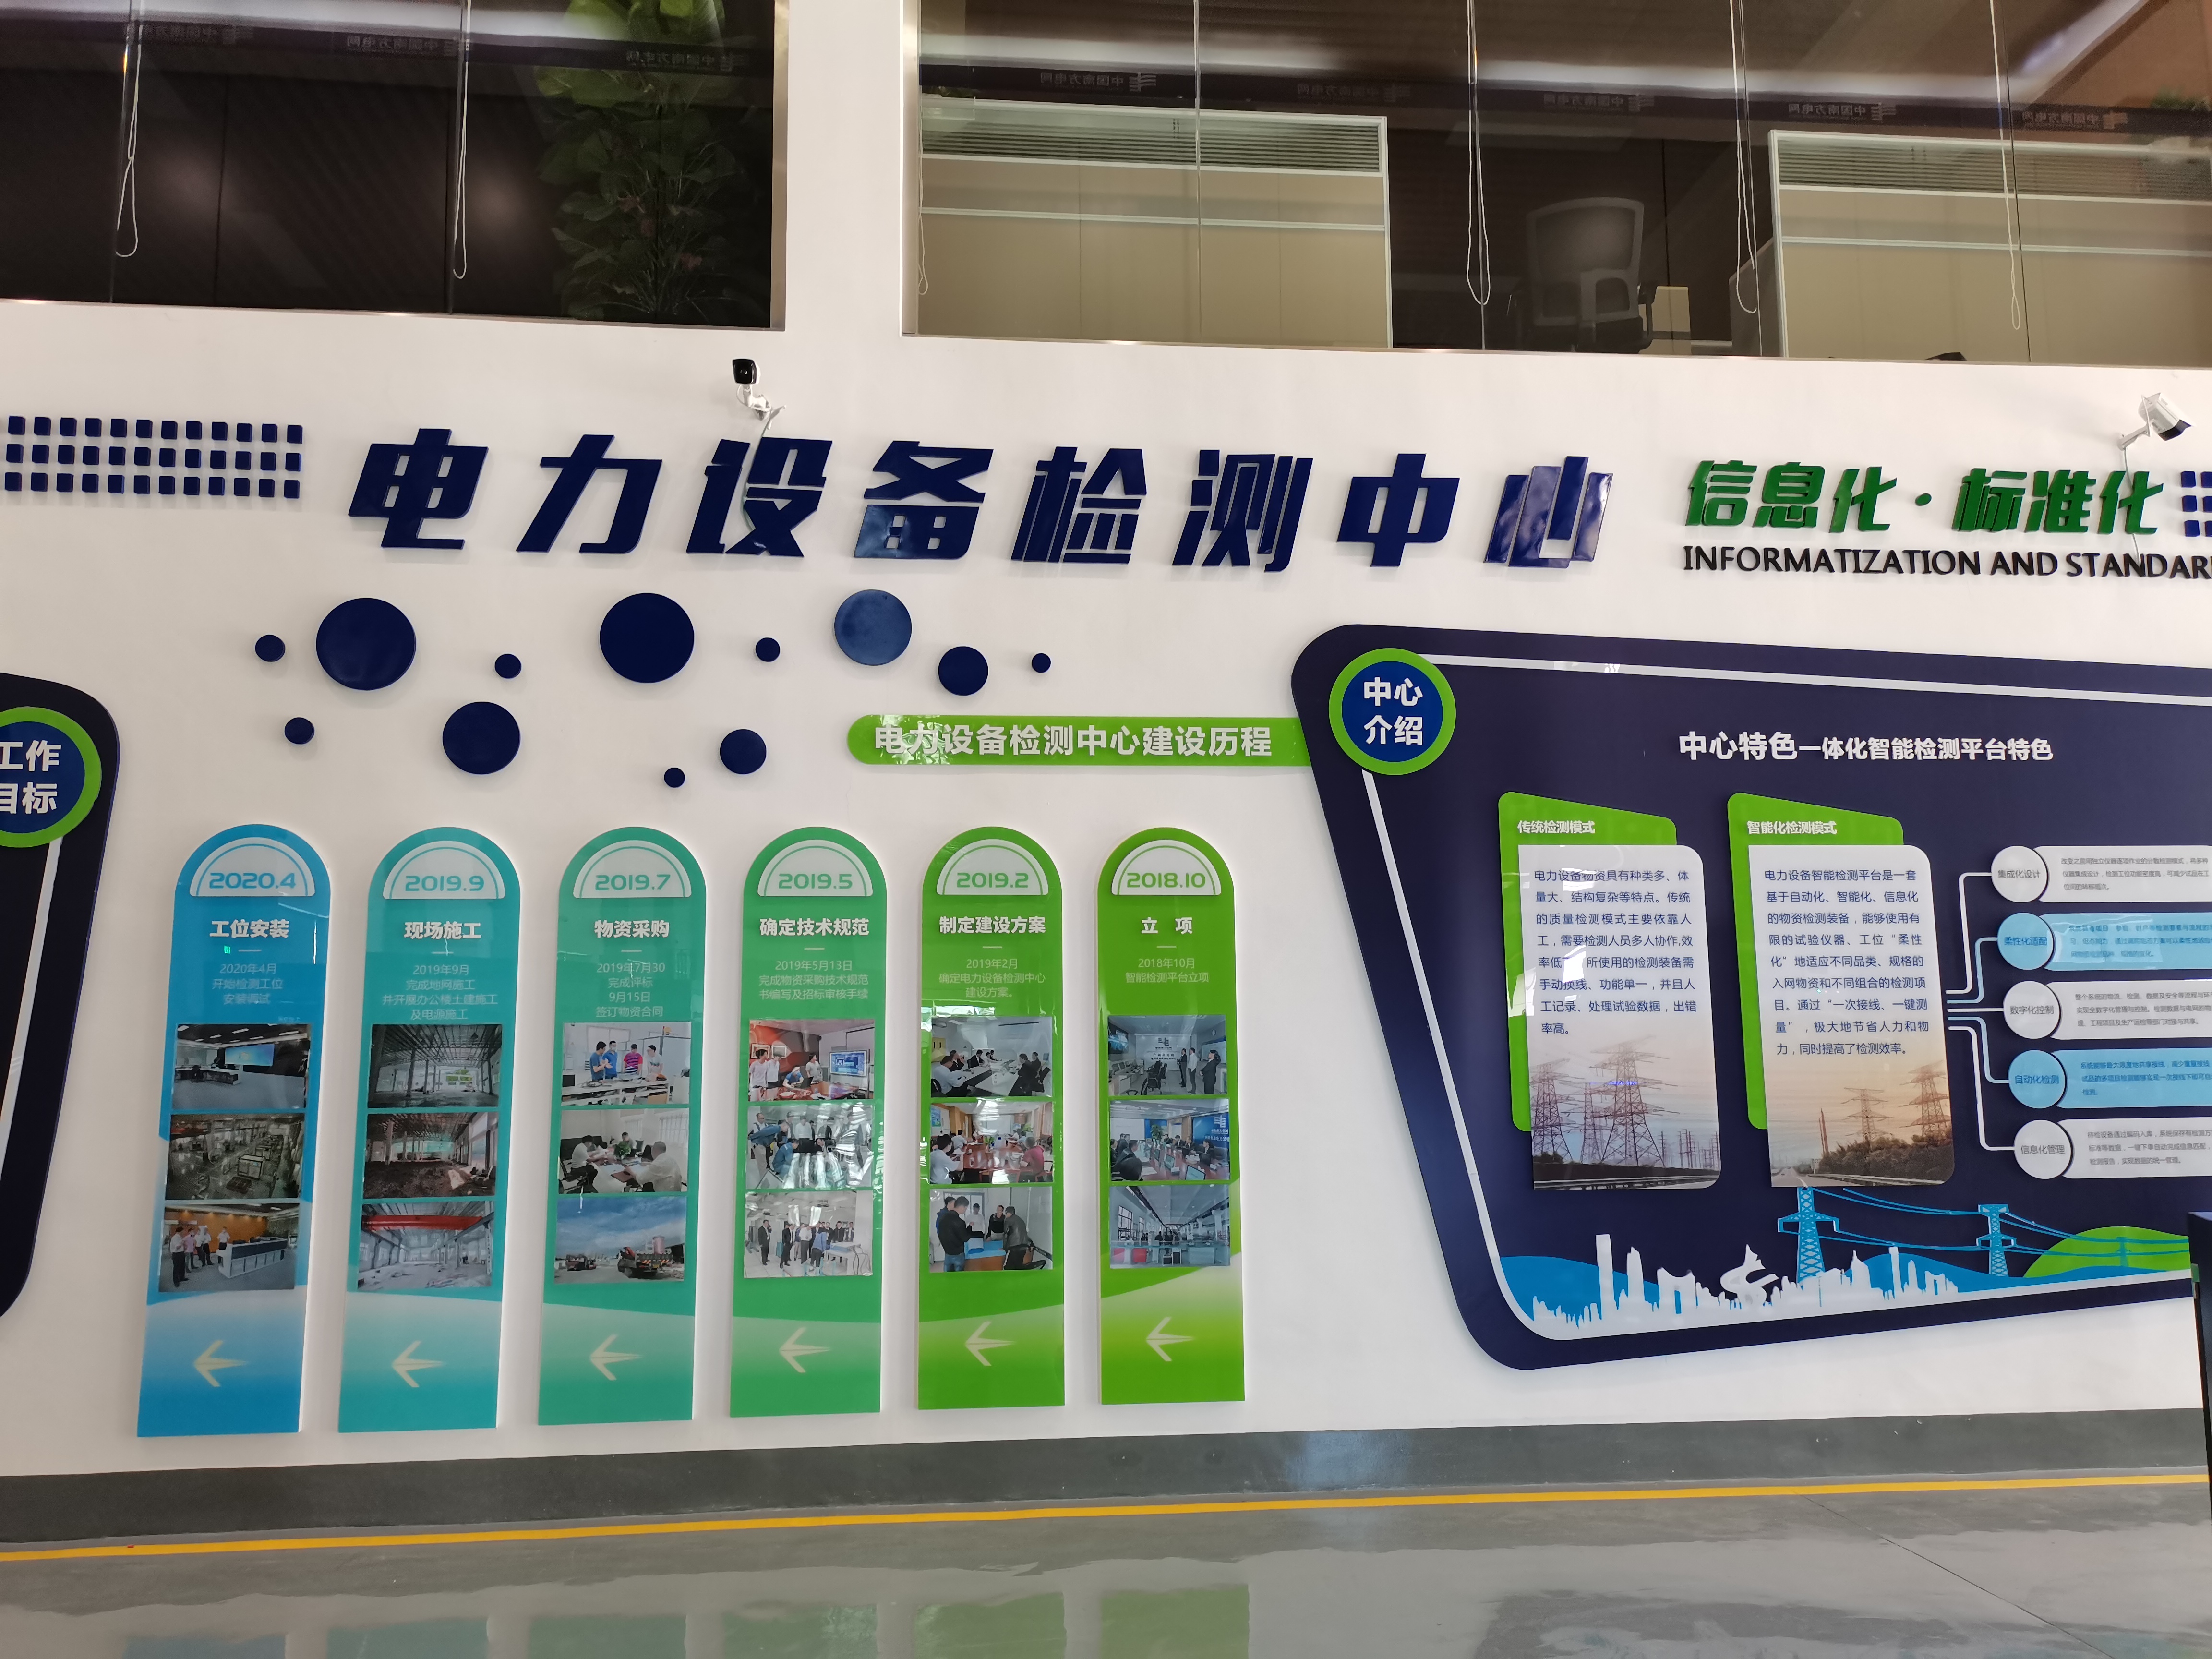 电力设备检测中心
信息化·标准化
INFORMATIZATION AND STANDAR
工作
目标
电力设备检测中心建设历程
2020.4
工位安装
2020年4月
开始检测工位
安装调试
2019.9
现场施工
2019年9月
完成地网施工
并开展办公楼土建施工
及电源施工
2019.7
物资采购
2019年7月30
完成评标
9月15日
签订物资合同
2019.5
确定技术规范
2019年5月13日
完成物资采购技术规范
书编写及招标审核手续
2019.2
制定建设方案
2019年2月
确定电力设备检测中心
建设方案。
2018.10
立 项
2018年10月
智能检测平台立项
中心
介绍
中心特色一体化智能检测平台特色
传统检测模式
电力设备物资具有种类多、体
量大、结构复杂等特点。传统
的质量检测模式主要依靠人
工，需要检测人员多人协作,效
率低 所使用的检测装备需
手动换线、功能单一，并且人
工记录、处理试验数据，出错
率高。
智能化检测模式
电力设备智能检测平台是一套
基于自动化、智能化、信息化
的物资检测装备，能够使用有
限的试验仪器、工位“柔性
化”地适应不同品类、规格的
入网物资和不同组合的检测项
目。通过“一次接线、一键测
量”，极大地节省人力和物
力，同时提高了检测效率。
集成化设计
柔性化适配
数字化控制
自动化检测
信息化管理